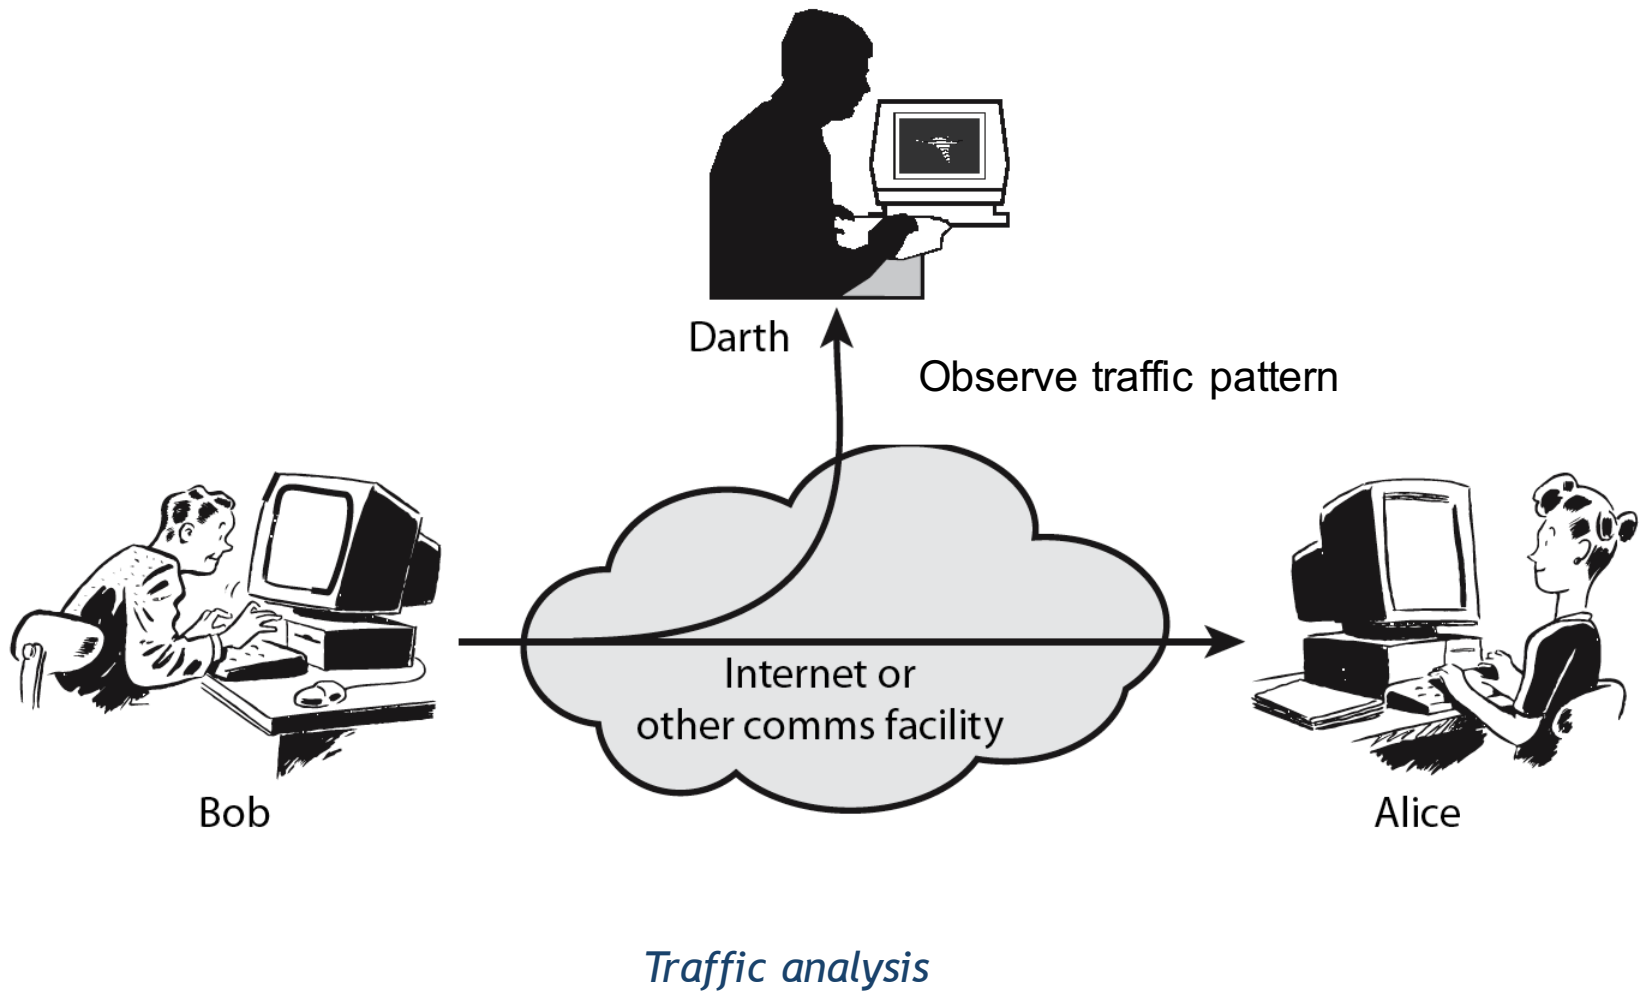 Darth
Observe traffic pattern
Internet or
other comms facility
Bob
Alice
Traffic analysis